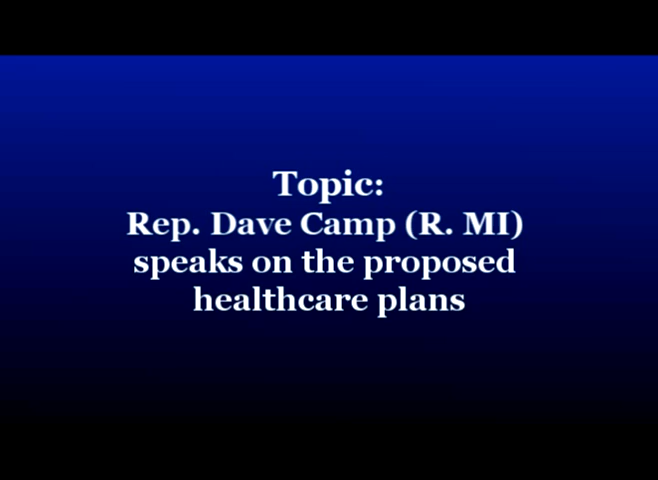 Topic:
Rep. Dave Camp (R. MI)
speaks on the proposed
healthcare plans